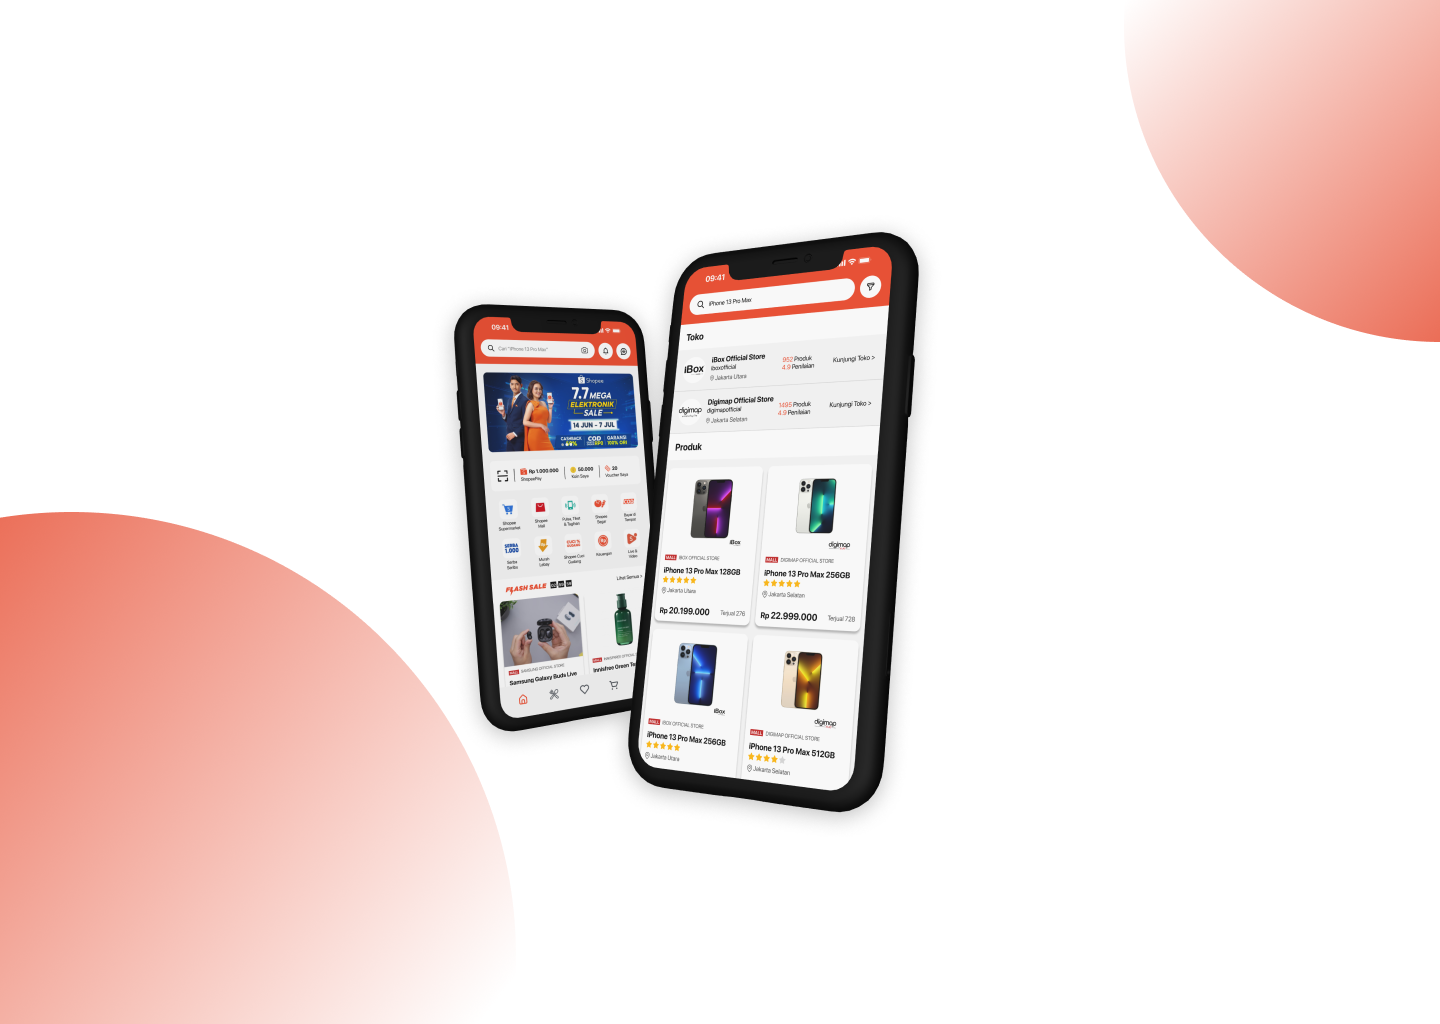 09:41
Cari "iPhone 13 Pro Max"
Shopee
7.7 MEGA
ELEKTRONIK
SALE
14 JUN - 7 JUL
CASHBACK
COD
GARANSI
100% ORI
Rp 1.000.000
ShopeePay
50.000
Koin Saya
20
Voucher Saya
Shopee
Supermarket
Shopee
Mall
Pulsa, Tiket
& Tagihan
Shopee
Segar
Bayar di
Tempat
SERBA
1.000
Serba
Seribu
Murah
Lebay
Shopee Cuci
Gudang
Keuangan
Live &
Video
FLASH SALE
Lihat Semua >
MALL SAMSUNG OFFICIAL STORE
Samsung Galaxy Buds Live
MALL INNISFREE OFFICIAL
Innisfree Green Te
09:41
iPhone 13 Pro Max
Toko
iBox
iBox Official Store
iboxofficial
Jakarta Utara
952 Produk
4.9 Penilaian
Kunjungi Toko >
digimap
Digimap Official Store
digimapofficial
Jakarta Selatan
1495 Produk
4.9 Penilaian
Kunjungi Toko >
Produk
iBox
MALL IBOX OFFICIAL STORE
iPhone 13 Pro Max 128GB
Jakarta Utara
Rp 20.199.000
Terjual 276
digimap
MALL DIGIMAP OFFICIAL STORE
iPhone 13 Pro Max 256GB
Jakarta Selatan
Rp 22.999.000
Terjual 728
iBox
MALL IBOX OFFICIAL STORE
iPhone 13 Pro Max 256GB
Jakarta Utara
digimap
MALL DIGIMAP OFFICIAL STORE
iPhone 13 Pro Max 512GB
Jakarta Selatan